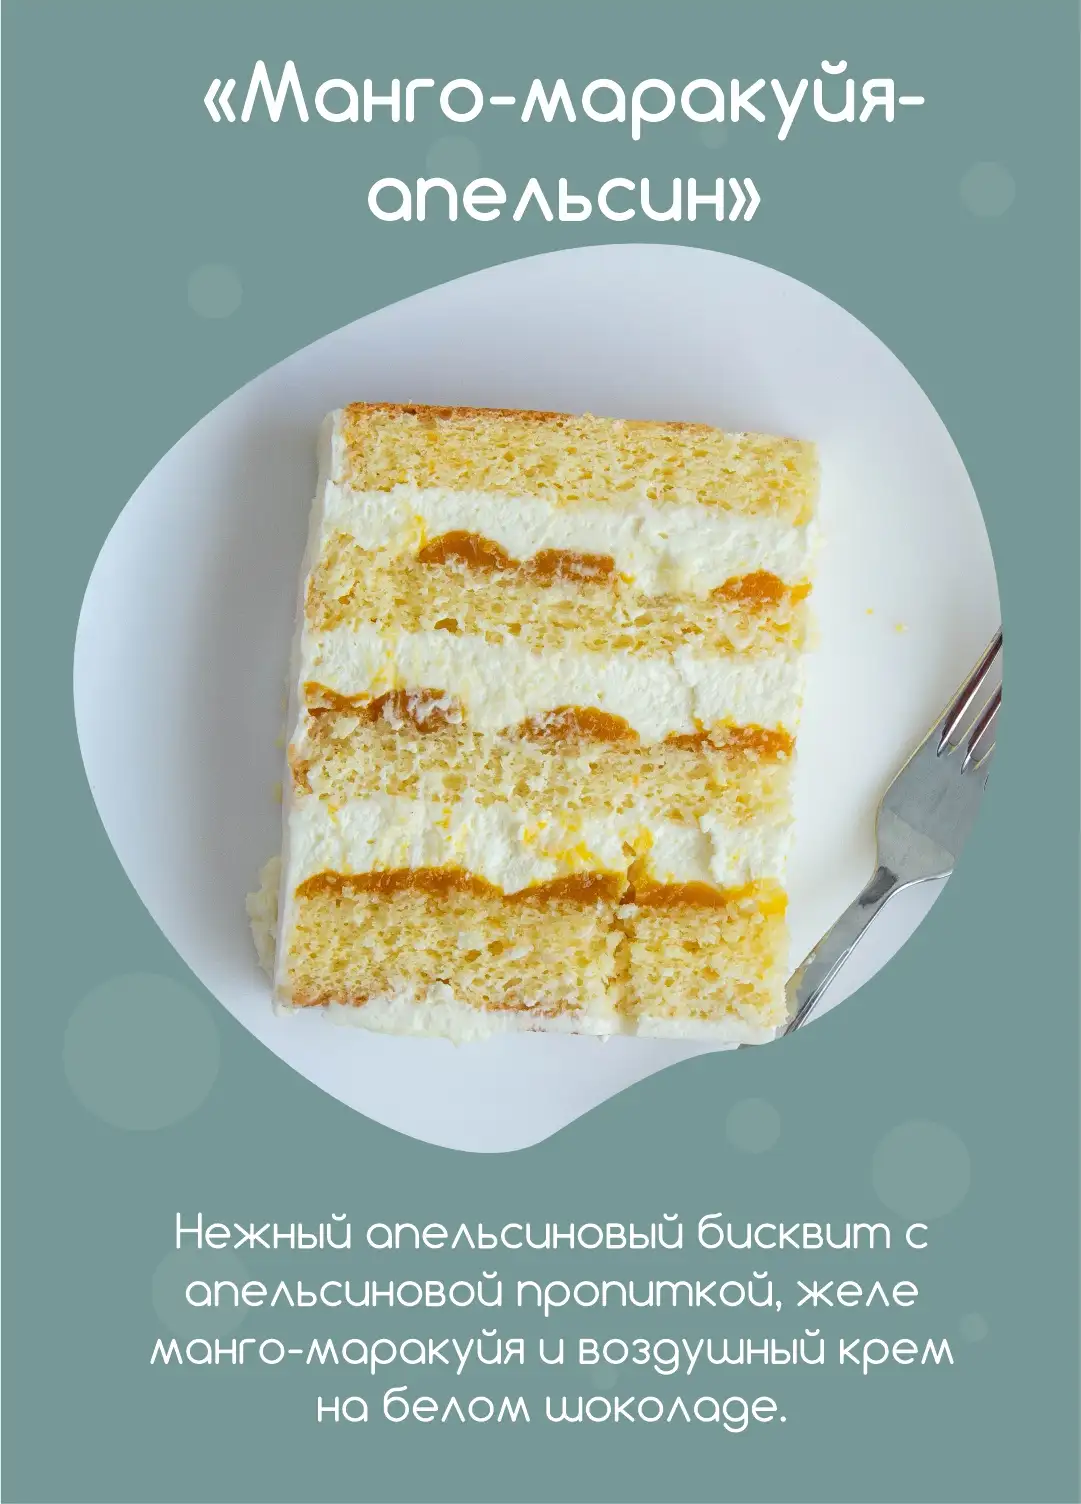 «Манго-маракуйя-
апельсин»
Нежный апельсиновый бисквит с
апельсиновой пропиткой, желе
манго-маракуйя и воздушный крем
на белом шоколаде.